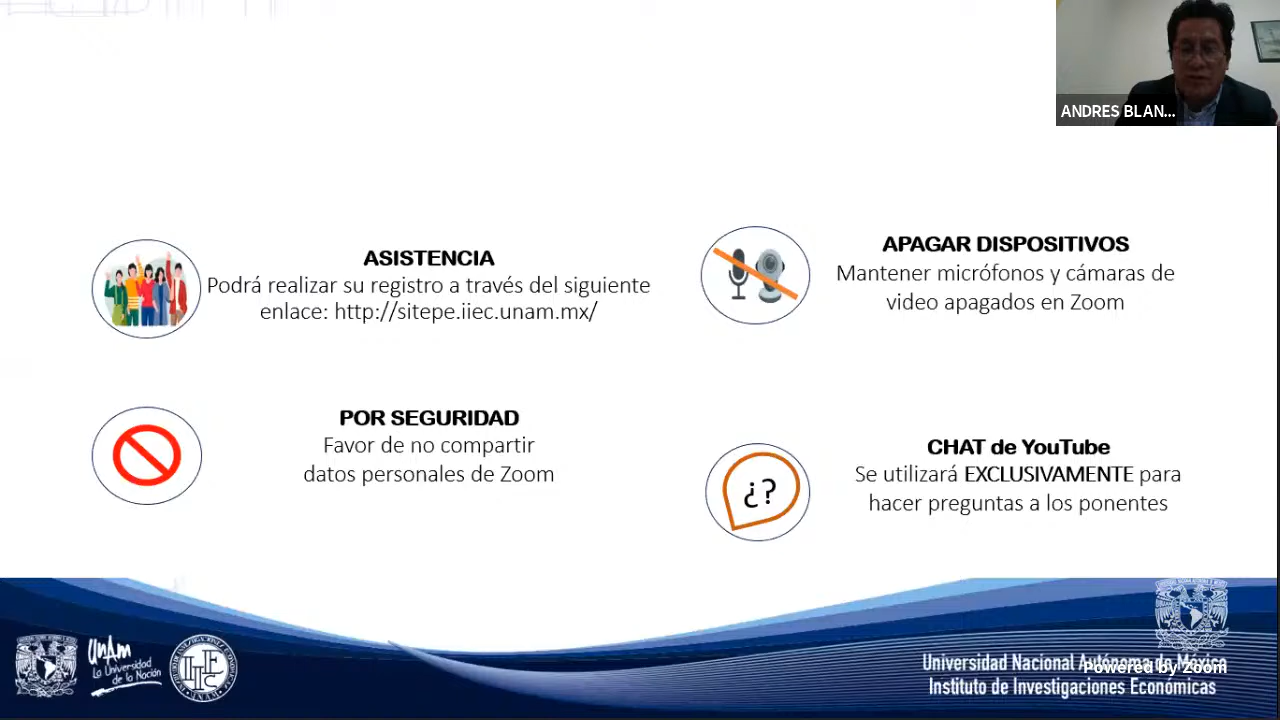 ANDRES BLAN...
ASISTENCIA
Podrá realizar su registro a través del siguiente
enlace: http://sitepe.iiec.unam.mx/
APAGAR DISPOSITIVOS
Mantener micrófonos y cámaras de
video apagados en Zoom
POR SEGURIDAD
Favor de no compartir
datos personales de Zoom
¿?
CHAT de YouTube
Se utilizará EXCLUSIVAMENTE para
hacer preguntas a los ponentes
UNAM
La Universidad
de la Nación
Universidad Nacional Autónoma de México
Powered by Zoom
Instituto de Investigaciones Económicas